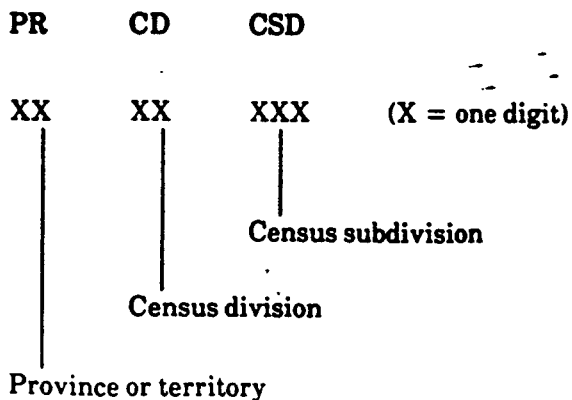 PR CD CSD
XX XX XXX (X = one digit)
Census subdivision
Census division
Province or territory